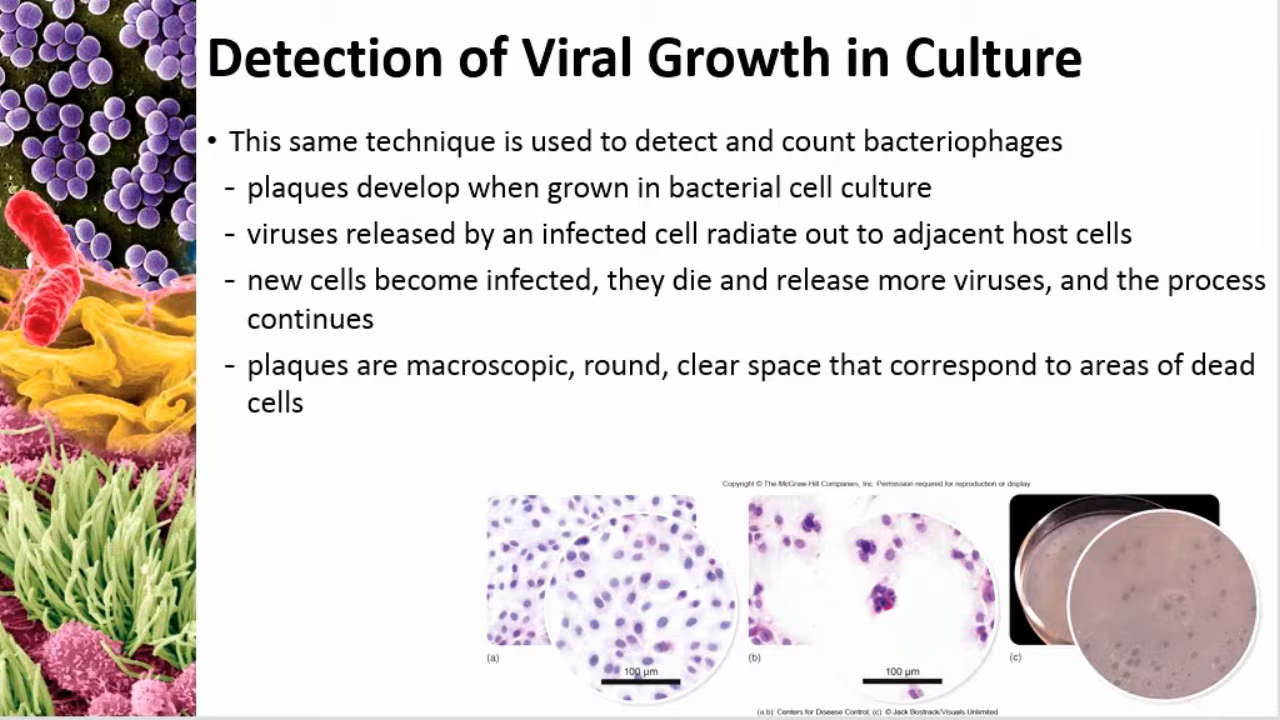 Detection of Viral Growth in Culture
• This same technique is used to detect and count bacteriophages
- plaques develop when grown in bacterial cell culture
- viruses released by an infected cell radiate out to adjacent host cells
- new cells become infected, they die and release more viruses, and the process
continues
- plaques are macroscopic, round, clear space that correspond to areas of dead
cells
Copyright © The McGraw-Hill Companies, Inc. Permission required for reproduction or display
(a)
100 µm
(b)
100 µm
(c)
(a,b): Centers for Disease Control; (c): © Jack Bostrack/Visuals Unlimited